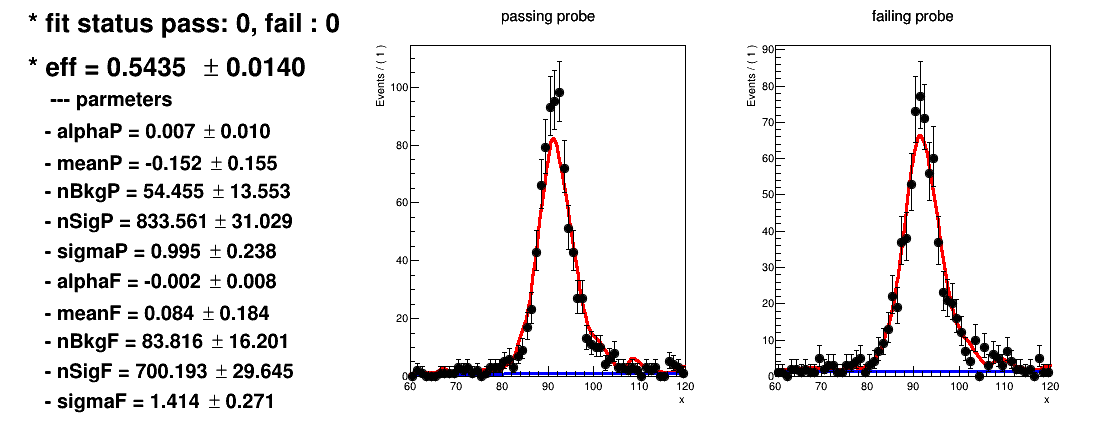 * fit status pass: 0, fail : 0
* eff = 0.5435 ± 0.0140
--- parmeters
- alphaP = 0.007 ± 0.010
- meanP = -0.152 ± 0.155
- nBkgP = 54.455 ± 13.553
- nSigP = 833.561 ± 31.029
- sigmaP = 0.995 ± 0.238
- alphaF = -0.002 ± 0.008
- meanF = 0.084 ± 0.184
- nBkgF = 83.816 ± 16.201
- nSigF = 700.193 ± 29.645
- sigmaF = 1.414 ± 0.271
passing probe
Events / ( 1 )
100
80
60
40
20
0
60 70 80 90 100 110 120
x
failing probe
Events / ( 1 )
90
80
70
60
50
40
30
20
10
0
60 70 80 90 100 110 120
x